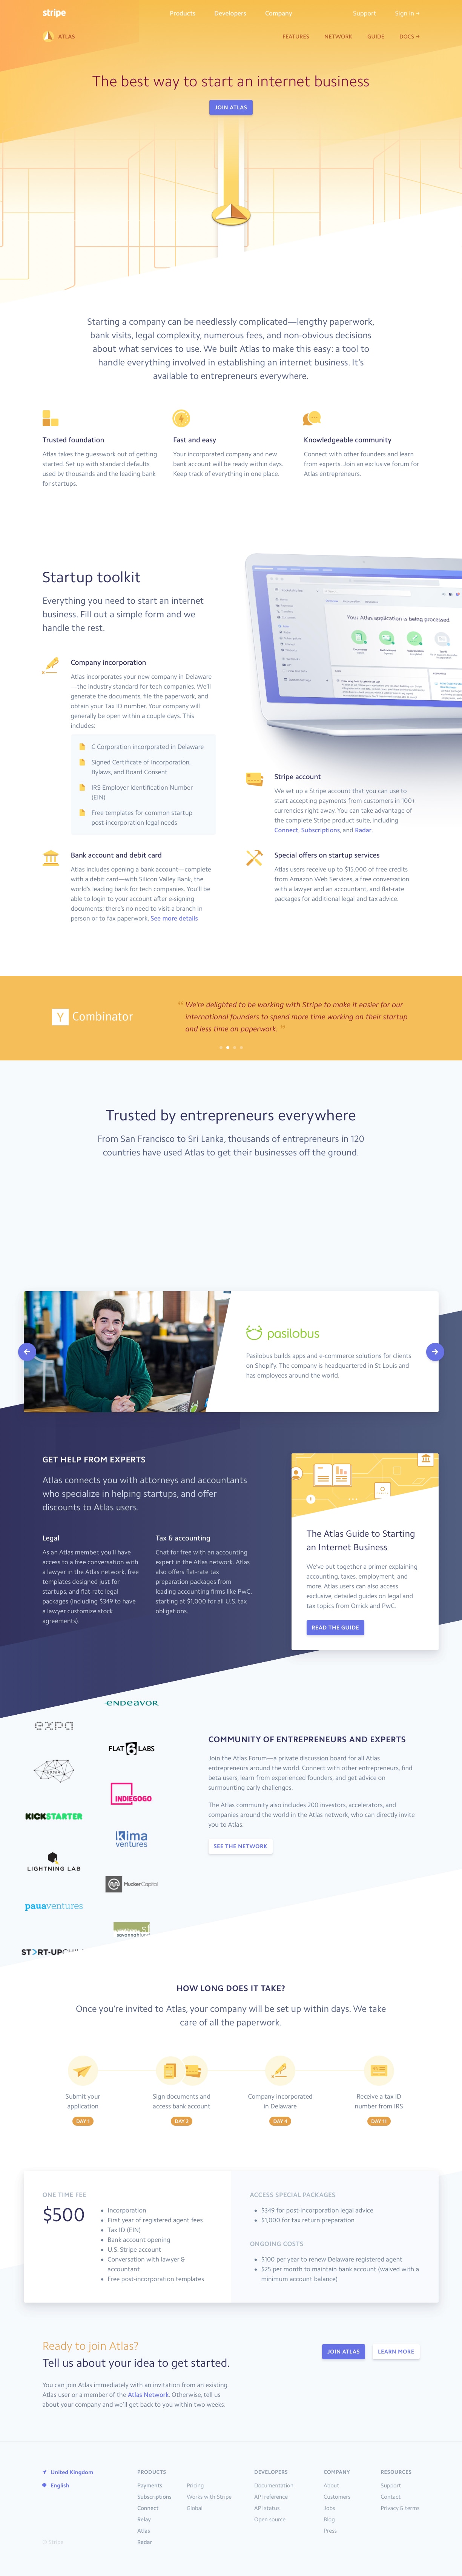 stripe
Products Developers Company Support Sign in
ATLAS FEATURES NETWORK GUIDE DOCS
The best way to start an internet business
JOIN ATLAS
Starting a company can be needlessly complicated—lengthy paperwork,
bank visits, legal complexity, numerous fees, and non-obvious decisions
about what services to use. We built Atlas to make this easy: a tool to
handle everything involved in establishing an internet business. It's
available to entrepreneurs everywhere.
Trusted foundation
Atlas takes the guesswork out of getting
started. Set up with standard defaults
used by thousands and the leading bank
for startups.
Fast and easy
Your incorporated company and new
bank account will be ready within days.
Keep track of everything in one place.
Knowledgeable community
Connect with other founders and learn
from experts. Join an exclusive forum for
Atlas entrepreneurs.
Startup toolkit
Everything you need to start an internet
business. Fill out a simple form and we
handle the rest.
Your Atlas application is being processed
Company incorporation
Atlas incorporates your new company in Delaware
—the industry standard for tech companies. We'll
generate the documents, file the paperwork, and
obtain your Tax ID number. Your company will
generally be open within a couple days. This
includes:
C Corporation incorporated in Delaware
Signed Certificate of Incorporation,
Bylaws, and Board Consent
IRS Employer Identification Number
(EIN)
Free templates for common startup
post-incorporation legal needs
Stripe account
We set up a Stripe account that you can use to
start accepting payments from customers in 100+
currencies right away. You can take advantage of
the complete Stripe product suite, including
Connect, Subscriptions, and Radar.
Bank account and debit card
Atlas includes opening a bank account—complete
with a debit card—with Silicon Valley Bank, the
world's leading bank for tech companies. You'll be
able to login to your account after e-signing
documents; there's no need to visit a branch in
person or to fax paperwork. See more details
Special offers on startup services
Atlas users receive up to $15,000 of free credits
from Amazon Web Services, a free conversation
with a lawyer and an accountant, and flat-rate
packages for additional legal and tax advice.
Y Combinator
" We're delighted to be working with Stripe to make it easier for our
international founders to spend more time working on their startup
and less time on paperwork. "
Trusted by entrepreneurs everywhere
From San Francisco to Sri Lanka, thousands of entrepreneurs in 120
countries have used Atlas to get their businesses off the ground.
pasilobus
Pasilobus builds apps and e-commerce solutions for clients
on Shopify. The company is headquartered in St Louis and
has employees around the world.
GET HELP FROM EXPERTS
Atlas connects you with attorneys and accountants
who specialize in helping startups, and offer
discounts to Atlas users.
Legal
As an Atlas member, you'll have
access to a free conversation with
a lawyer in the Atlas network, free
templates designed just for
startups, and flat-rate legal
packages (including $349 to have
a lawyer customize stock
agreements).
Tax & accounting
Chat for free with an accounting
expert in the Atlas network. Atlas
also offers flat-rate tax
preparation packages from
leading accounting firms like PwC,
starting at $1,000 for all U.S. tax
obligations.
The Atlas Guide to Starting
an Internet Business
We've put together a primer explaining
accounting, taxes, employment, and
more. Atlas users can also access
exclusive, detailed guides on legal and
tax topics from Orrick and PwC.
READ THE GUIDE
ENDEAVOR
expa
FLAT6LABS
INDIEGOGO
KICKSTARTER
Kima
ventures
LIGHTNING LAB
MuckerCapital
pauaventures
savannah
START-UP
COMMUNITY OF ENTREPRENEURS AND EXPERTS
Join the Atlas Forum—a private discussion board for all Atlas
entrepreneurs around the world. Connect with other entrepreneurs, find
beta users, learn from experienced founders, and get advice on
surmounting early challenges.
The Atlas community also includes 200 Investors, accelerators, and
companies around the world in the Atlas network, who can directly invite
you to Atlas.
SEE THE NETWORK
HOW LONG DOES IT TAKE?
Once you're invited to Atlas, your company will be set up within days. We take
care of all the paperwork.
Submit your
application
DAY 1
Sign documents and
access bank account
DAY 2
Company incorporated
in Delaware
DAY 4
Receive a tax ID
number from IRS
DAY 11
ONE TIME FEE
$500
Incorporation
First year of registered agent fees
Tax ID (EIN)
Bank account opening
U.S. Stripe account
Conversation with lawyer &
accountant
Free post-incorporation templates
ACCESS SPECIAL PACKAGES
$349 for post-incorporation legal advice
$1,000 for tax return preparation
ONGOING COSTS
$100 per year to renew Delaware registered agent
$25 per month to maintain bank account (waived with a
minimum account balance)
Ready to join Atlas?
Tell us about your idea to get started.
JOIN ATLAS LEARN MORE
You can join Atlas immediately with an invitation from an existing
Atlas user or a member of the Atlas Network. Otherwise, tell us
about your company and we'll get back to you within two weeks.
United Kingdom
English
© Stripe
PRODUCTS
Payments
Subscriptions
Connect
Relay
Atlas
Radar
Pricing
Works with Stripe
Global
DEVELOPERS
Documentation
API reference
API status
Open source
COMPANY
About
Customers
Jobs
Blog
Press
RESOURCES
Support
Contact
Privacy & terms